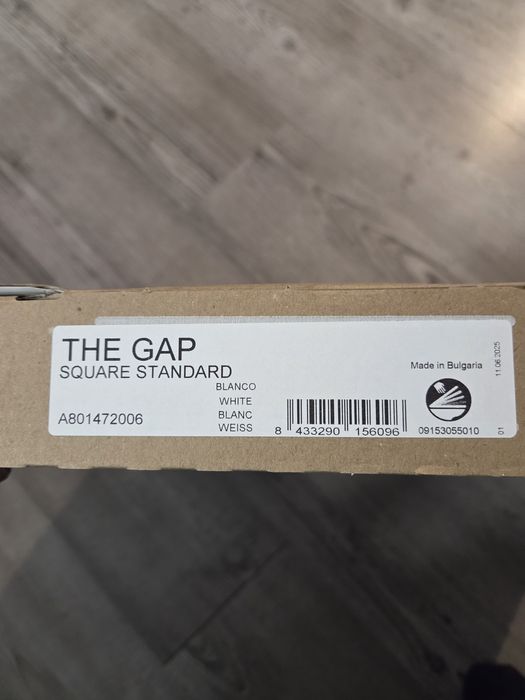 THE GAP
SQUARE STANDARD
BLANCO
WHITE
BLANC
WEISS
A801472006
8 433290 156096
Made in Bulgaria
09153055010
11.06.2025
01